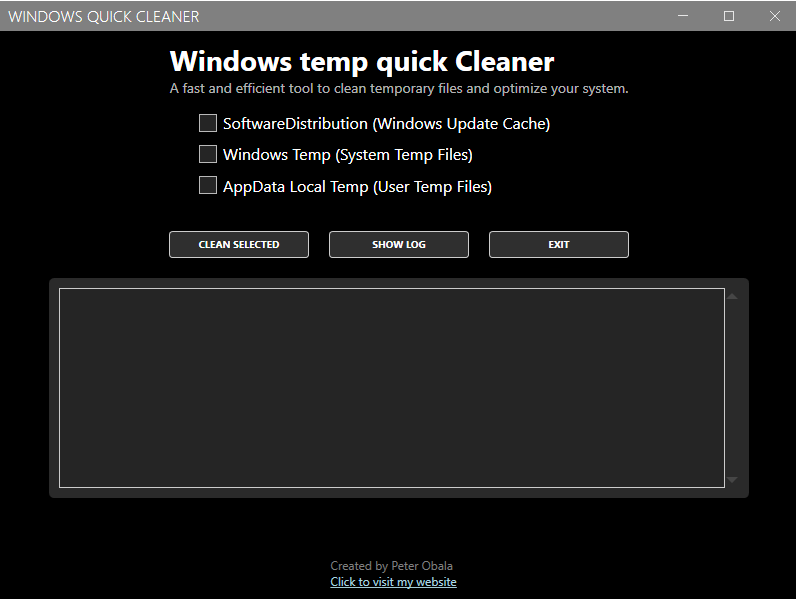 WINDOWS QUICK CLEANER
Windows temp quick Cleaner
A fast and efficient tool to clean temporary files and optimize your system.
SoftwareDistribution (Windows Update Cache)
Windows Temp (System Temp Files)
AppData Local Temp (User Temp Files)
CLEAN SELECTED
SHOW LOG
EXIT
Created by Peter Obala
Click to visit my website